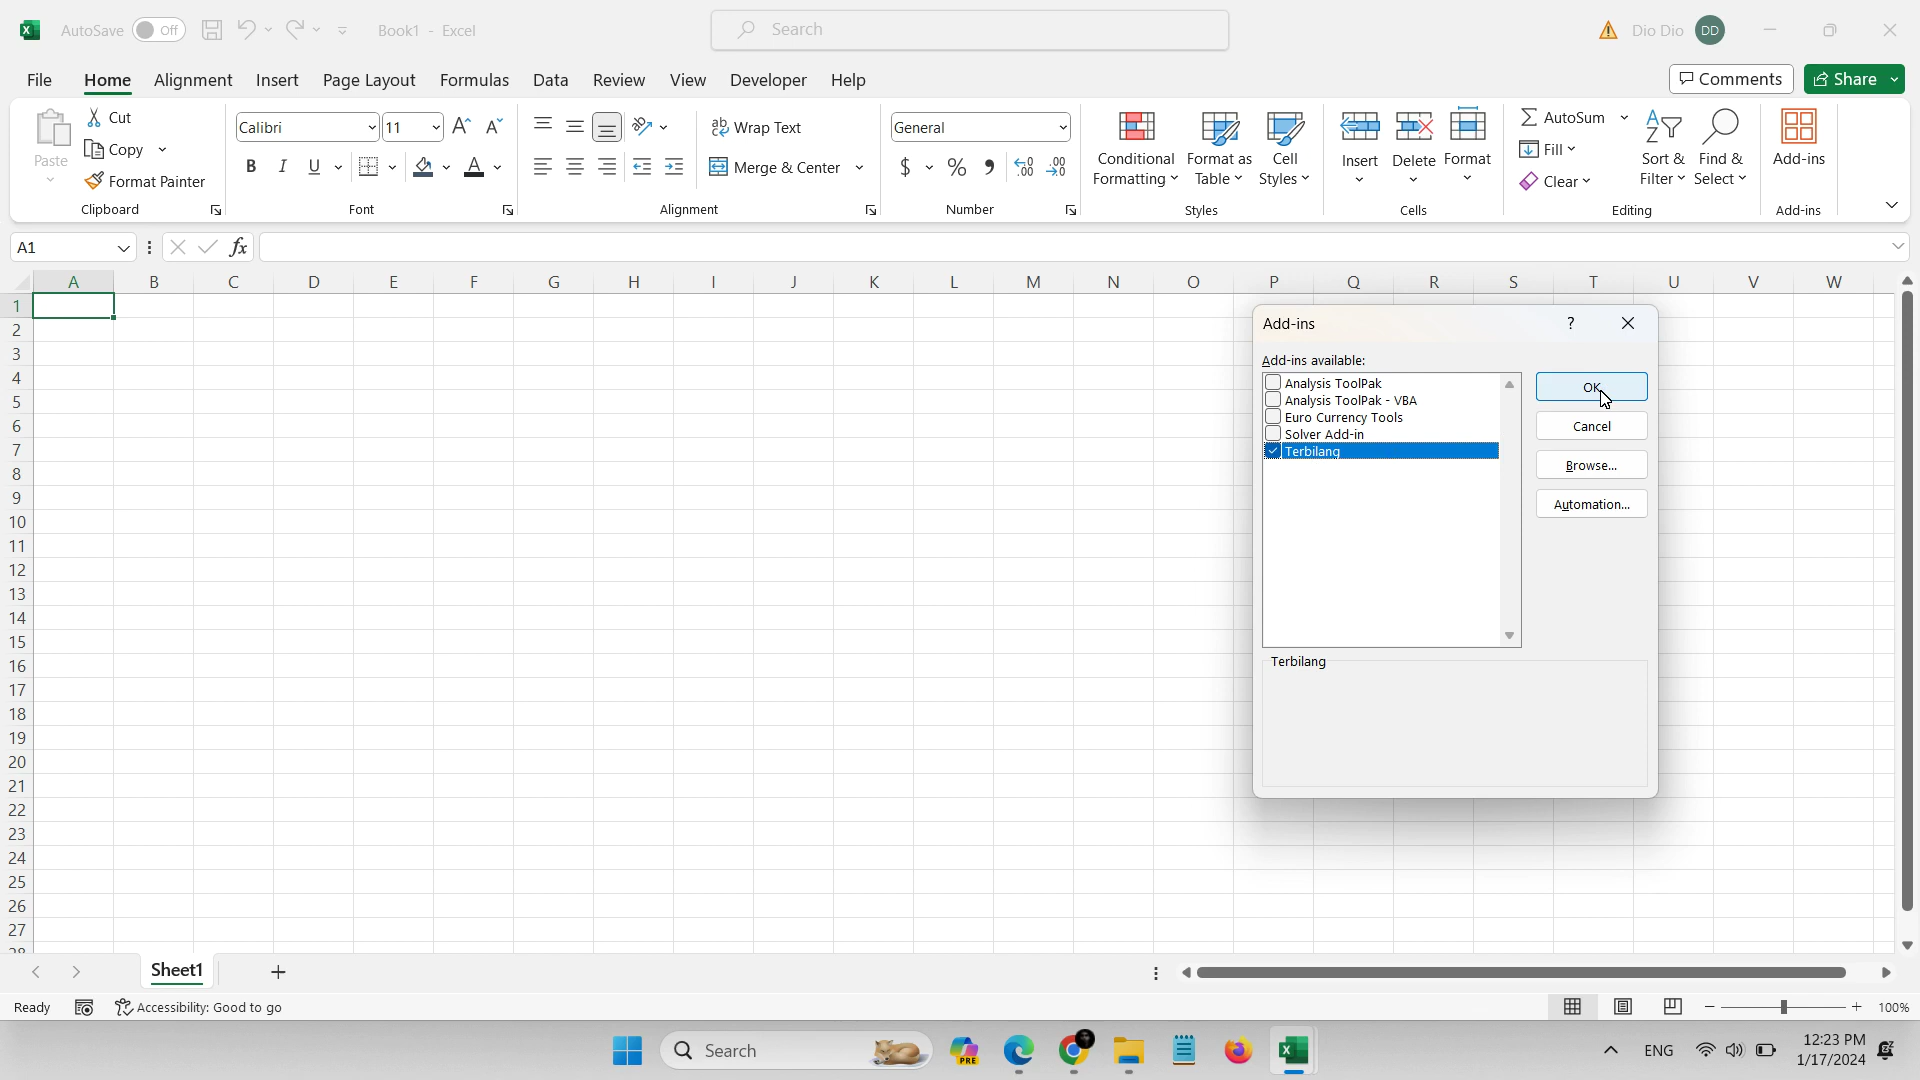 AutoSave Off Book1 - Excel Search Dio Dio DD
File Home Alignment Insert Page Layout Formulas Data Review View Developer Help Comments Share
Paste
Cut
Copy
Format Painter
Clipboard
Calibri 11
B I U A
Font
ab Wrap Text
Merge & Center
Alignment
General
$ % ,
Number
Conditional Formatting
Format as Table
Cell Styles
Styles
Insert
Delete
Format
Cells
AutoSum
Fill
Clear
Sort & Filter
Find & Select
Editing
Add-ins
Add-ins
A1 fx
A B C D E F G H I J K L M N O P Q R S T U V W
1
2
3
4
5
6
7
8
9
10
11
12
13
14
15
16
17
18
19
20
21
22
23
24
25
26
27
28
Add-ins ?
Add-ins available:
Analysis ToolPak
Analysis ToolPak - VBA
Euro Currency Tools
Solver Add-in
Terbilang
OK
Cancel
Browse...
Automation...
Terbilang
Sheet1
Ready Accessibility: Good to go 100%
Search PRE ENG 12:23 PM
1/17/2024